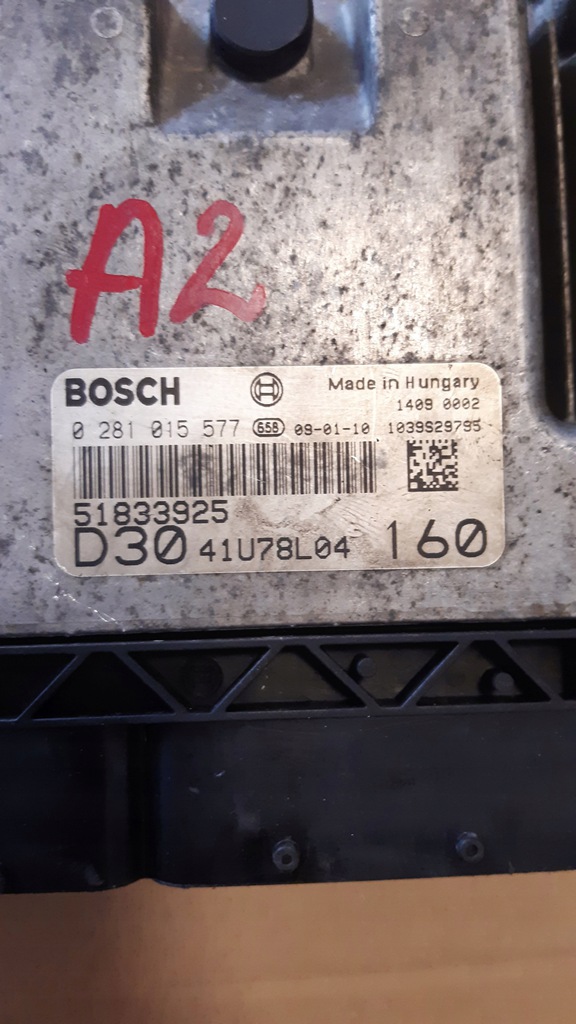 A2
BOSCH Made in Hungary
1409 0002
0 281 015 577 658 09-01-10 1039S29795
51833925
D30 41U78L04 160